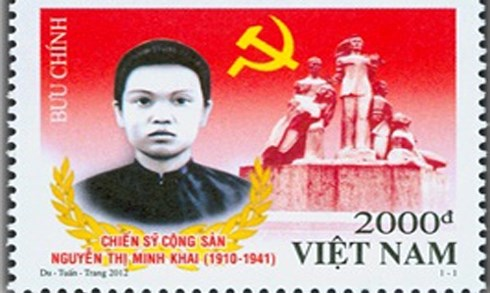 BƯU CHÍNH
CHIẾN SỸ CỘNG SẢN
NGUYỄN THỊ MINH KHAI (1910-1941)
2000đ
VIỆT NAM
Du - Tuấn - Trang 2012
1 - 1